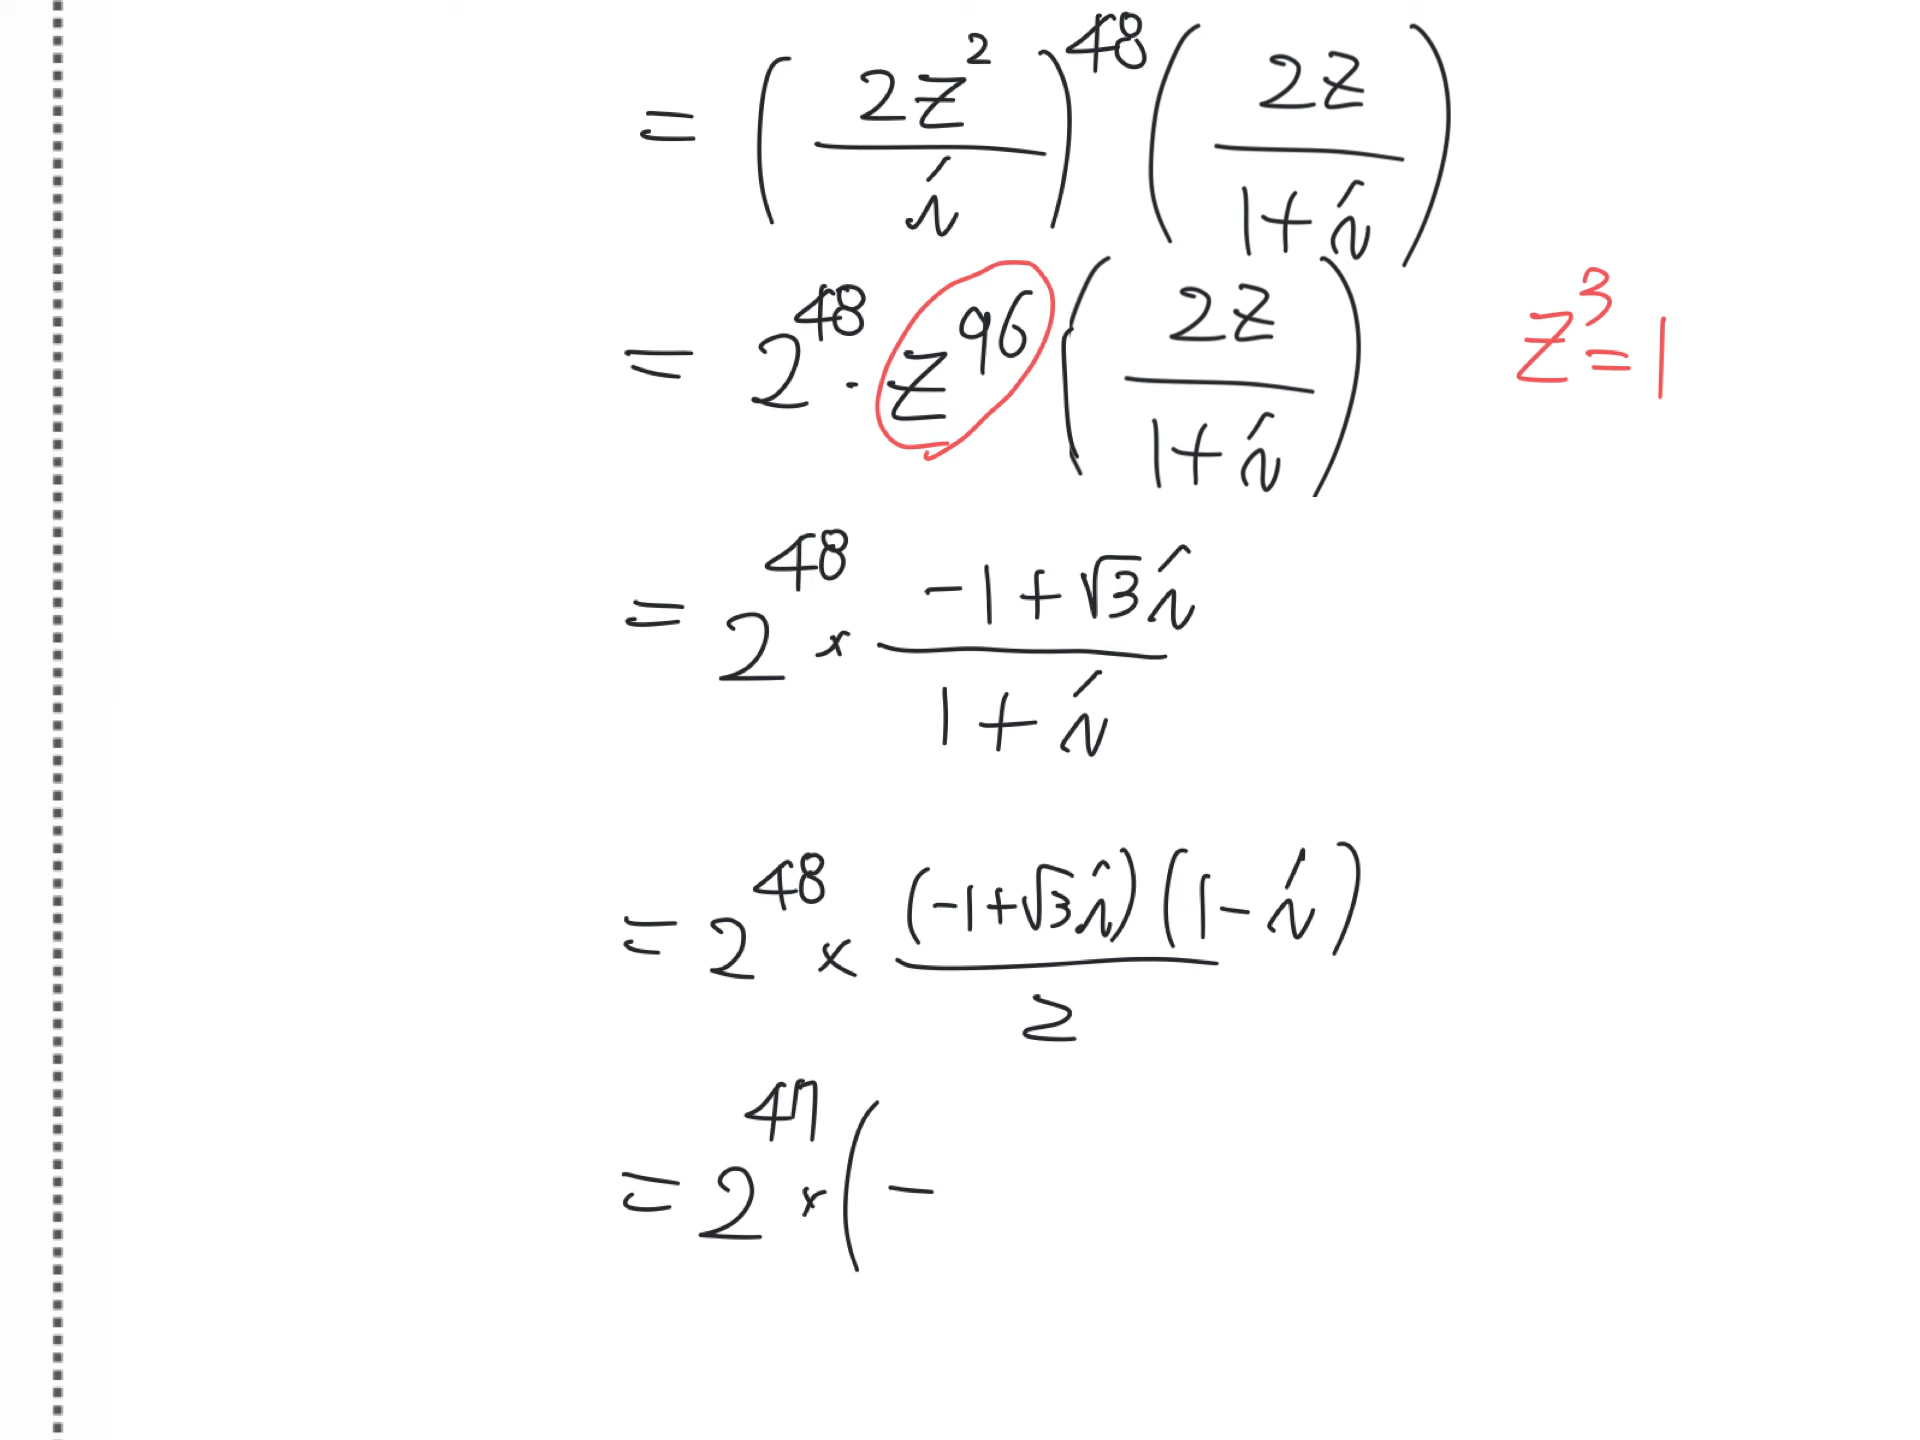 = (2z²/i)⁴⁸ (2z/1+i)
= 2⁴⁸ · z⁹⁶ (2z/1+i) z³=1
= 2⁴⁸ × -1+√3i/1+i
= 2⁴⁸ × (-1+√3i)(1-i)/2
= 2⁴⁷ × (-